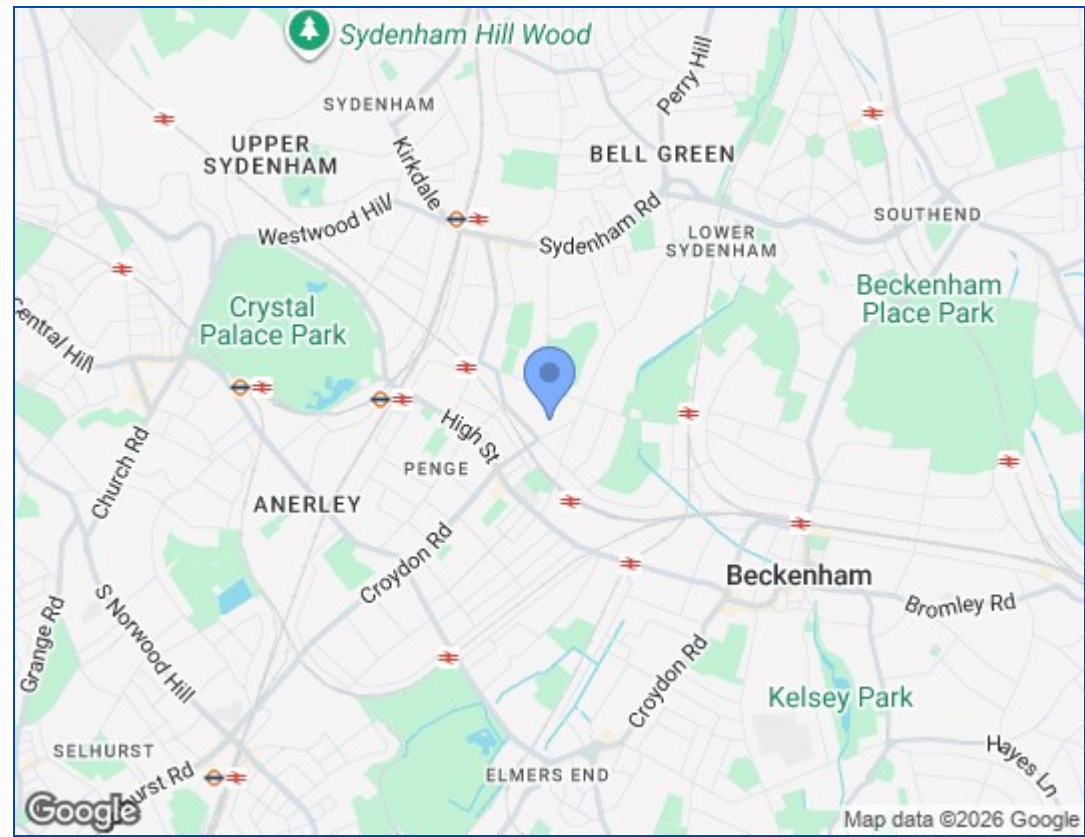 Sydenham Hill Wood
Perry Hill
SYDENHAM
UPPER
SYDENHAM
Kirkdale
BELL GREEN
Westwood Hill
Sydenham Rd
LOWER
SYDENHAM
SOUTHEND
Crystal
Palace Park
Beckenham
Place Park
Central Hill
High St
Church Rd
PENGE
ANERLEY
Croydon Rd
Beckenham
Bromley Rd
Grange Rd
S Norwood Hill
Croydon Rd
Kelsey Park
SELHURST
hurst Rd
ELMERS END
Hayes Ln
Google
Map data ©2026 Google